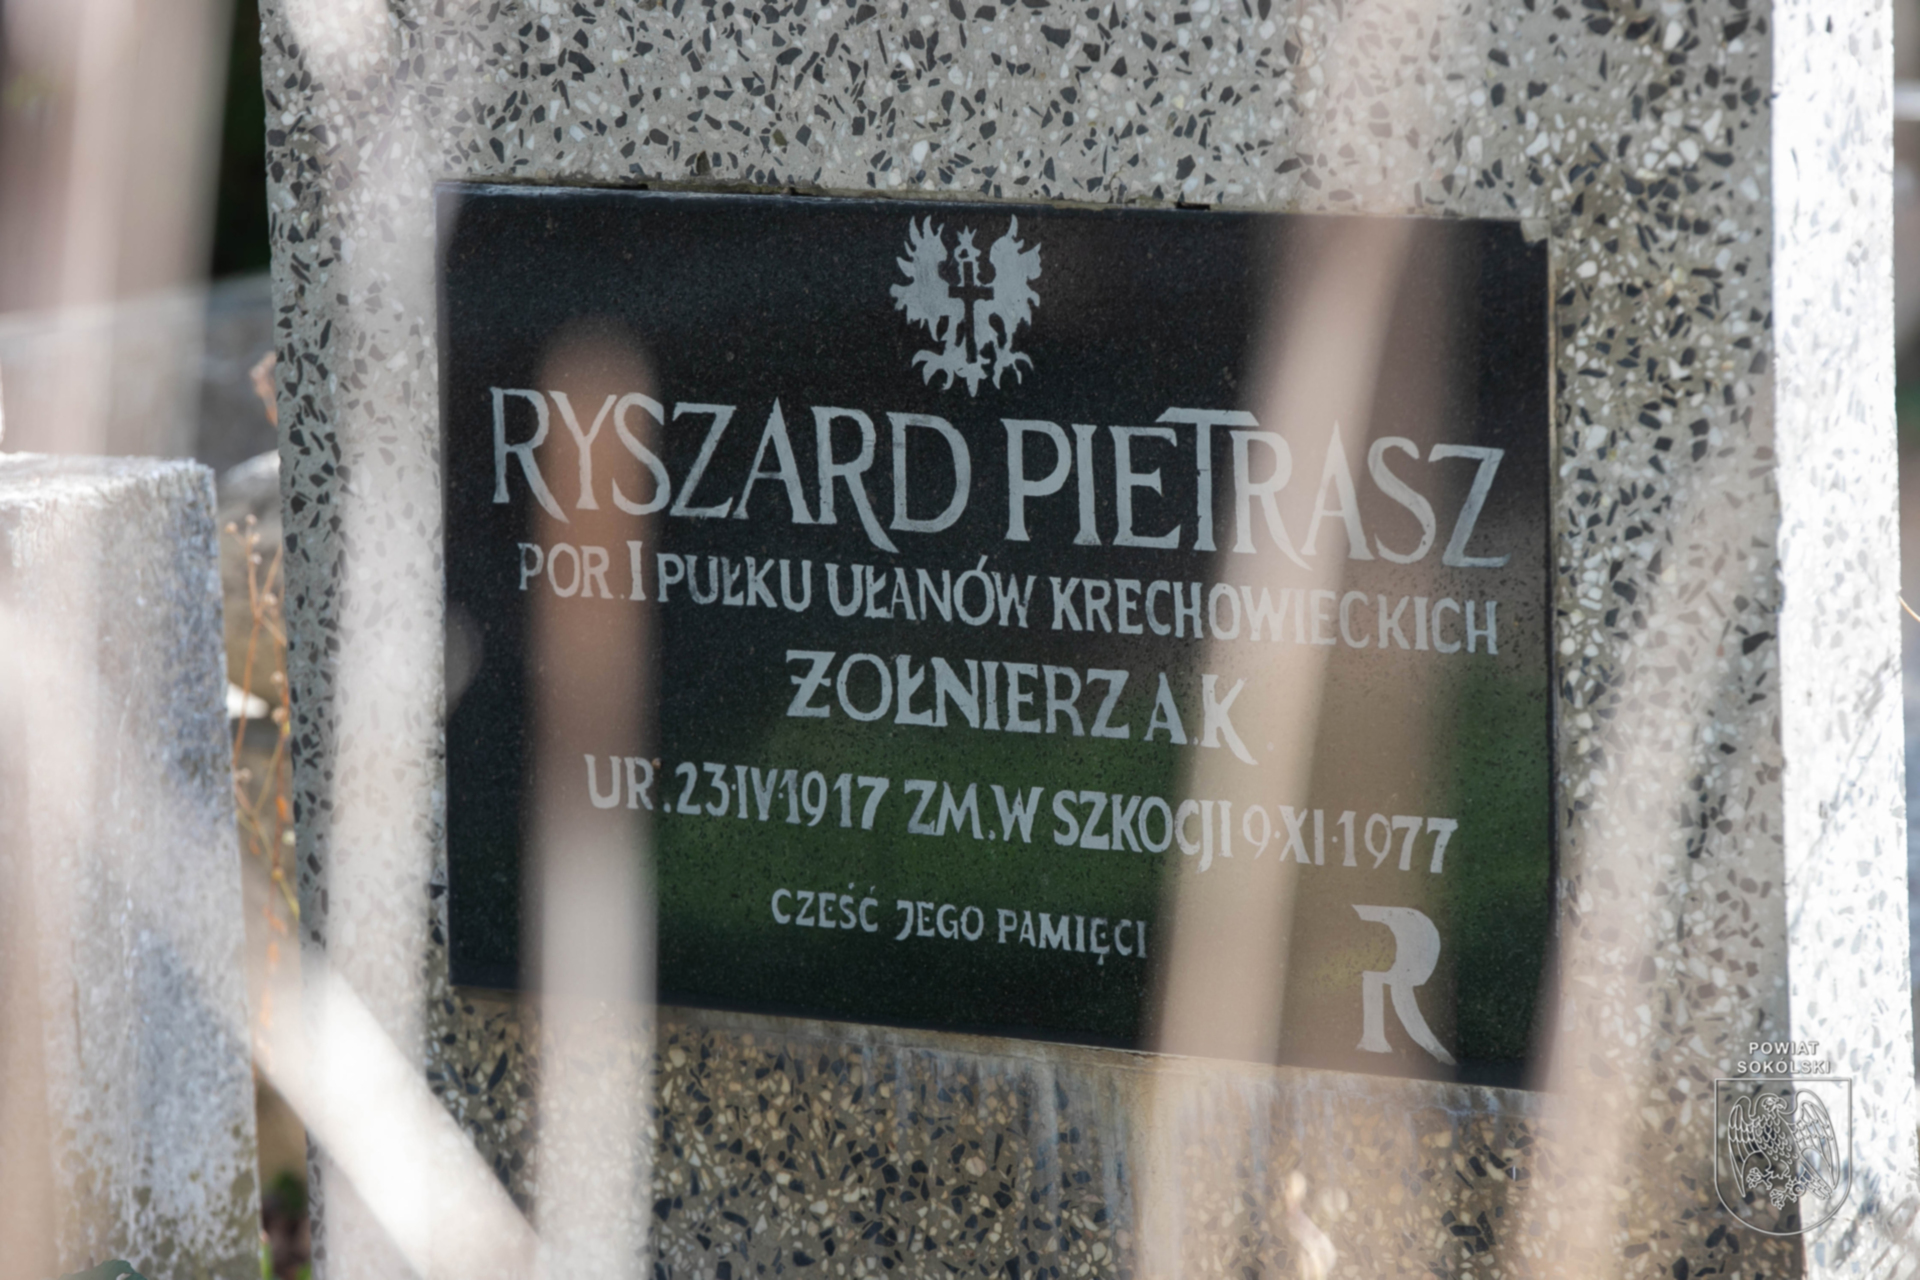 RYSZARD PIETRASZ
POR. I PUŁKU UŁANÓW KRECHOWIECKICH
ŻOŁNIERZ A.K.
UR. 23·IV·1917 ZM. W SZKOCJI 9·XI·1977
CZEŚĆ JEGO PAMIĘCI
R
POWIAT
SOKOLSKI